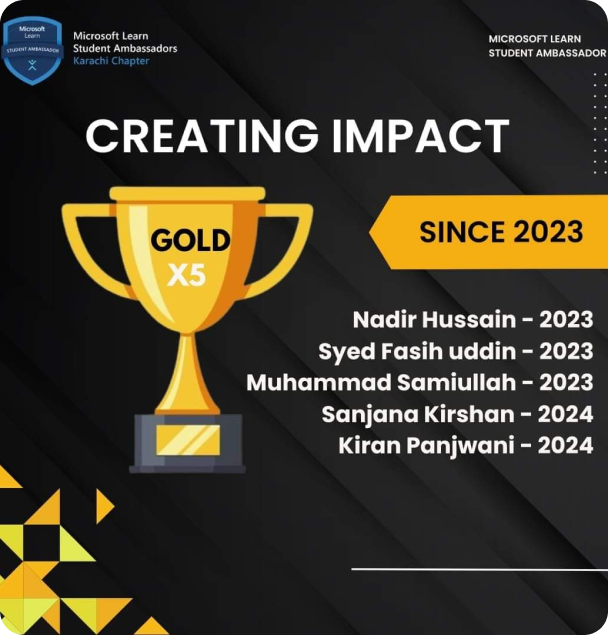 Microsoft
Learn
STUDENT AMBASSADOR
Microsoft Learn
Student Ambassadors
Karachi Chapter
MICROSOFT LEARN
STUDENT AMBASSADOR
CREATING IMPACT
GOLD
X5
SINCE 2023
Nadir Hussain - 2023
Syed Fasih uddin - 2023
Muhammad Samiullah - 2023
Sanjana Kirshan - 2024
Kiran Panjwani - 2024